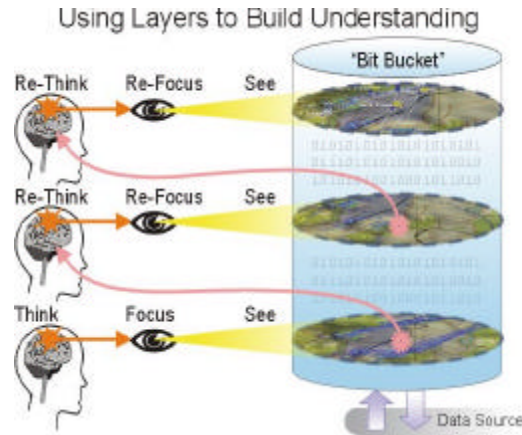 Using Layers to Build Understanding
"Bit Bucket"
Re-Think Re-Focus See
Re-Think Re-Focus See
Think Focus See
Data Source